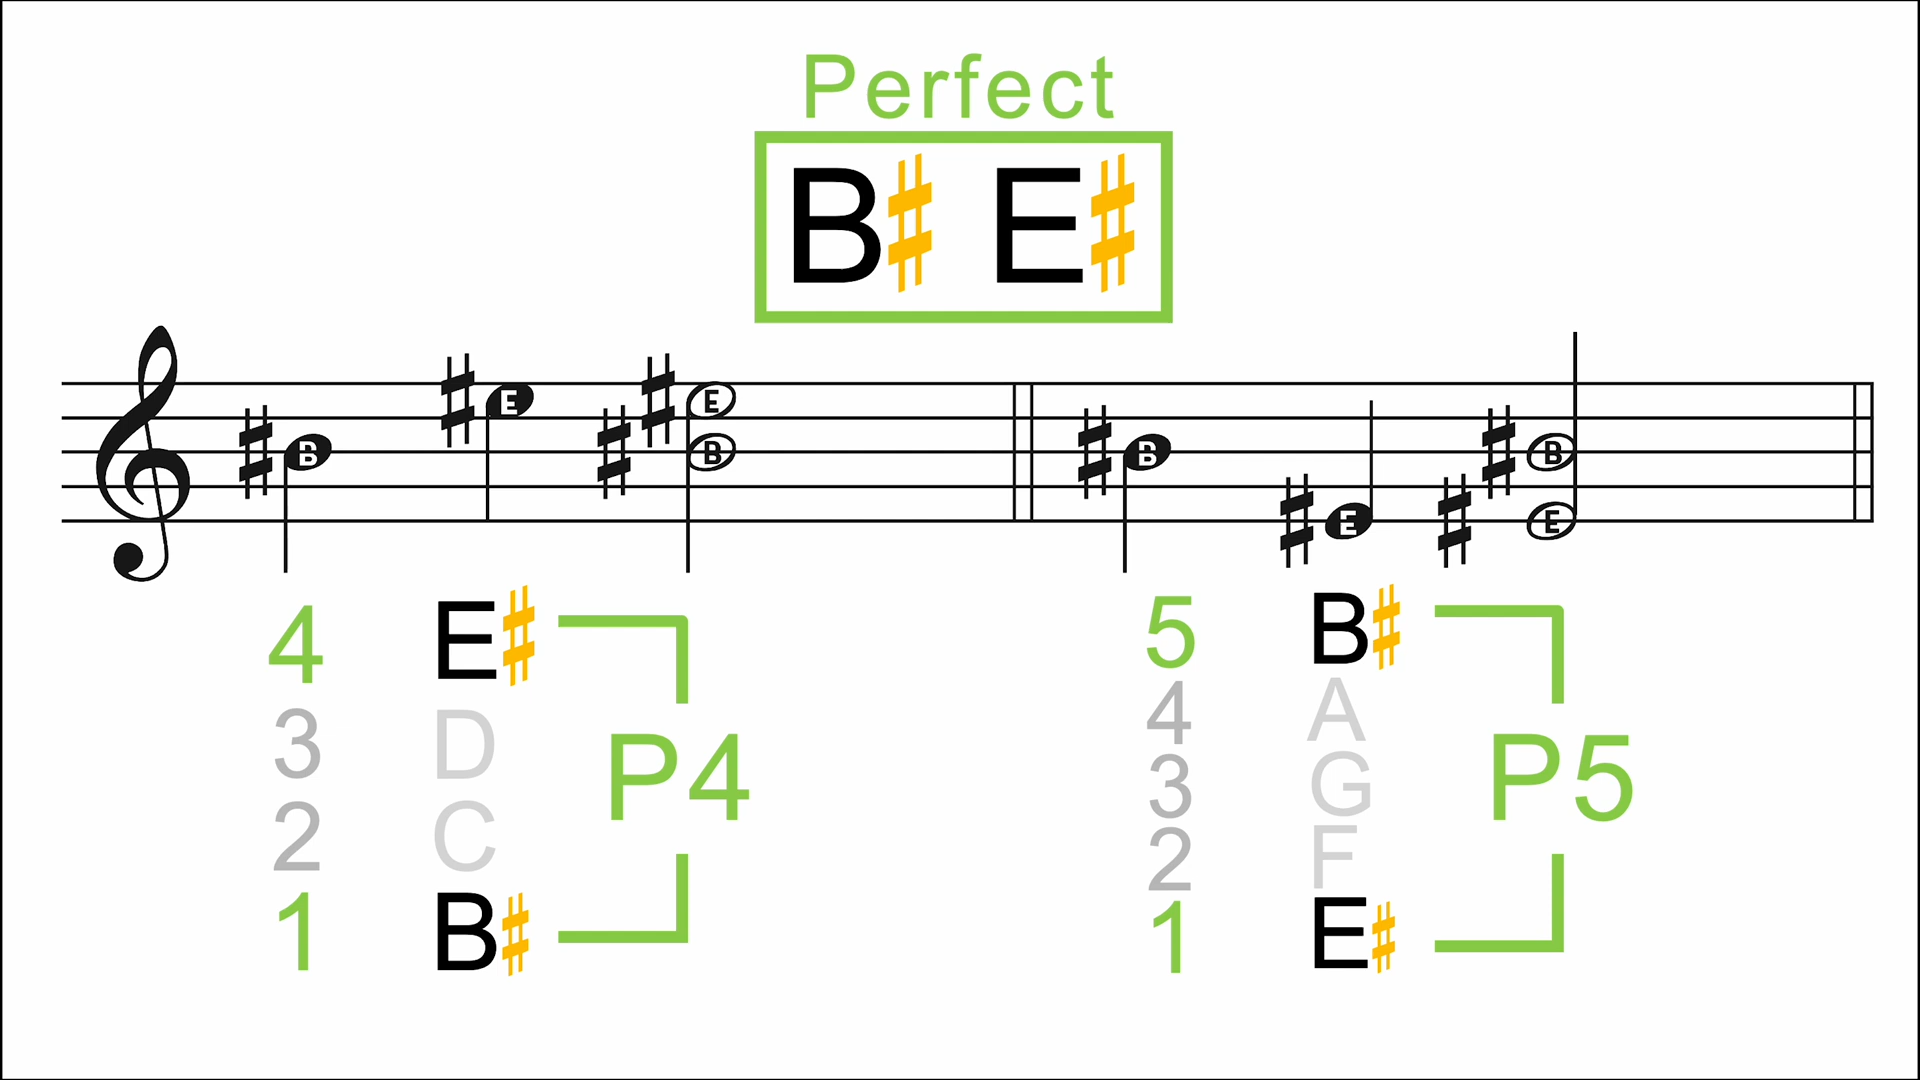 Perfect
B♯ E♯
B E E B B E B E
4 E♯
3 D
2 C
1 B♯
P4
5 B♯
4 A
3 G
2 F
1 E♯
P5